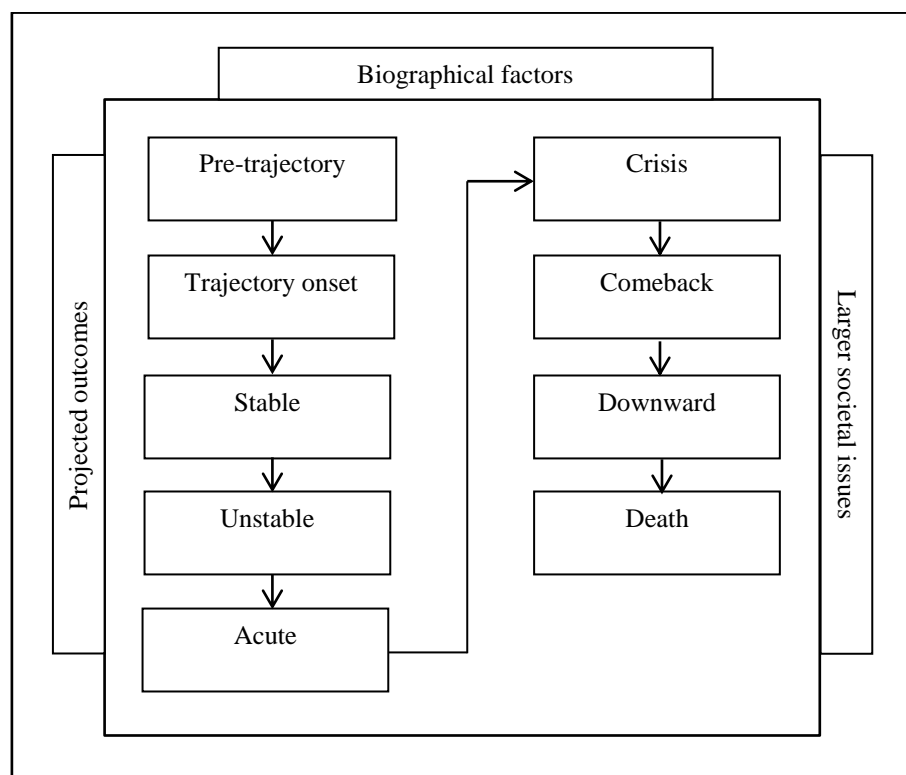 Biographical factors
Projected outcomes
Pre-trajectory
Trajectory onset
Stable
Unstable
Acute
Crisis
Comeback
Downward
Death
Larger societal issues